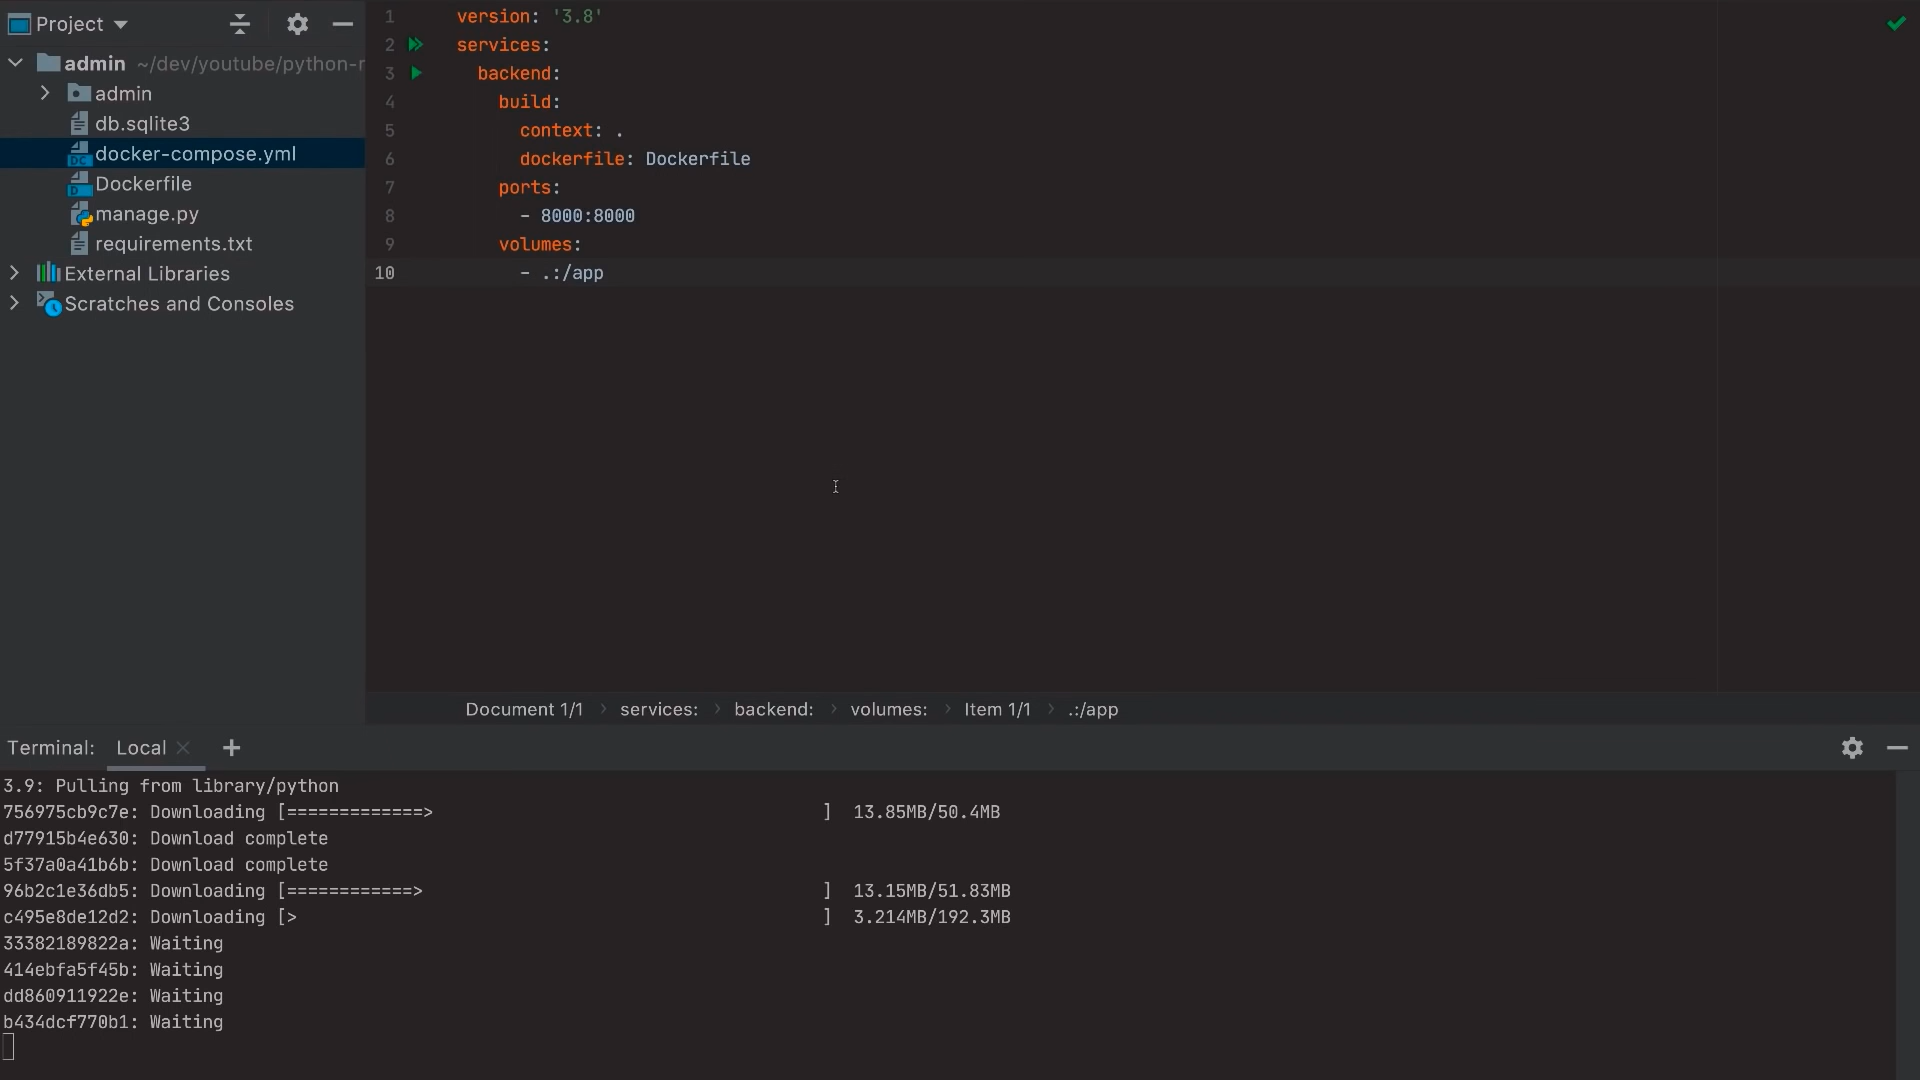 Project
admin ~/dev/youtube/python-r
admin
db.sqlite3
docker-compose.yml
Dockerfile
manage.py
requirements.txt
External Libraries
Scratches and Consoles
1 version: '3.8'
2 services:
3 backend:
4 build:
5 context: .
6 dockerfile: Dockerfile
7 ports:
8 - 8000:8000
9 volumes:
10 - .:/app
Document 1/1 › services: › backend: › volumes: › Item 1/1 › .:/app
Terminal: Local × +
3.9: Pulling from library/python
756975cb9c7e: Downloading [=============>                                     ]  13.85MB/50.4MB
d77915b4e630: Download complete
5f37a0a41b6b: Download complete
96b2c1e36db5: Downloading [============>                                      ]  13.15MB/51.83MB
c495e8de12d2: Downloading [>                                                  ]  3.214MB/192.3MB
33382189822a: Waiting
414ebfa5f45b: Waiting
dd860911922e: Waiting
b434dcf770b1: Waiting